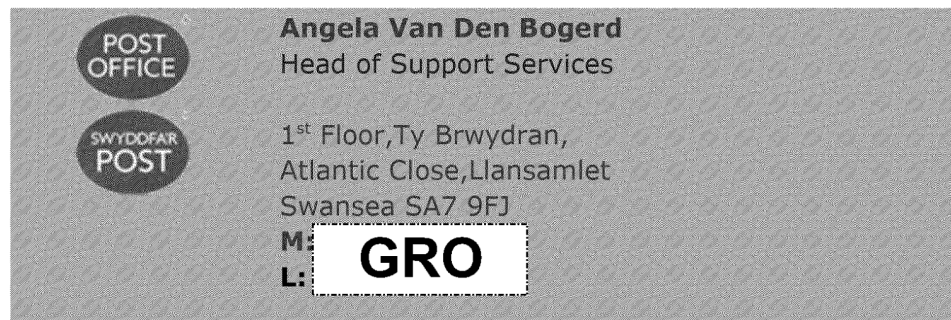 POST
OFFICE
SWYDDFA'R
POST
Angela Van Den Bogerd
Head of Support Services
1st Floor,Ty Brwydran,
Atlantic Close,Llansamlet
Swansea SA7 9FJ
M:
L:
GRO